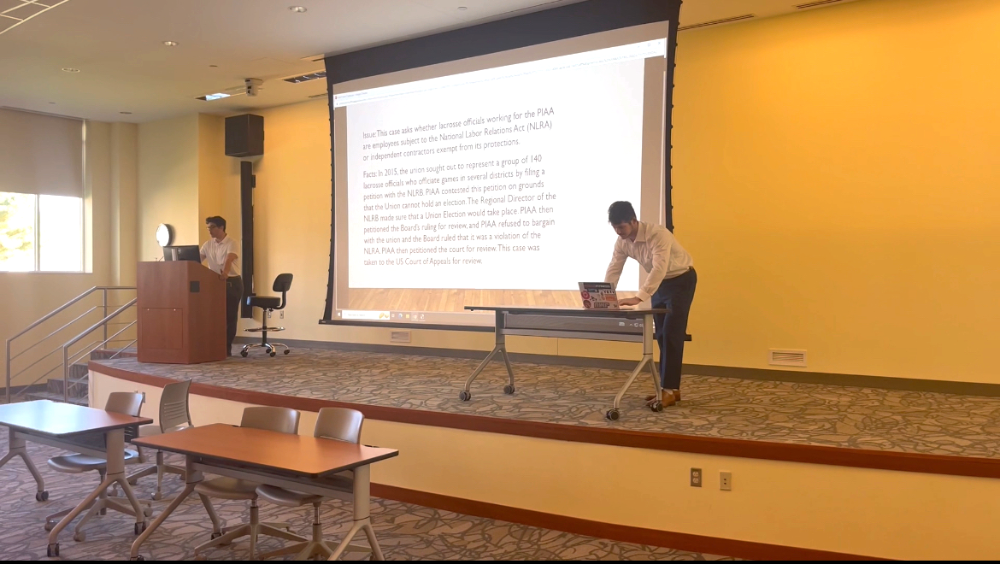 Issue: This case asks whether lacrosse officials working for the PIAA
are employees subject to the National Labor Relations Act (NLRA)
or independent contractors exempt from its protections.
Facts: In 2015, the union sought out to represent a group of 140
lacrosse officials who officiate games in several districts by filing a
petition with the NLRB. PIAA contested this petition on grounds
that the Union cannot hold an election. The Regional Director of the
NLRB made sure that a Union Election would take place. PIAA then
petitioned the Board's ruling for review, and PIAA refused to bargain
with the union and the Board ruled that it was a violation of the
NLRA. PIAA then petitioned the court for review. This case was
taken to the US Court of Appeals for review.
YETI